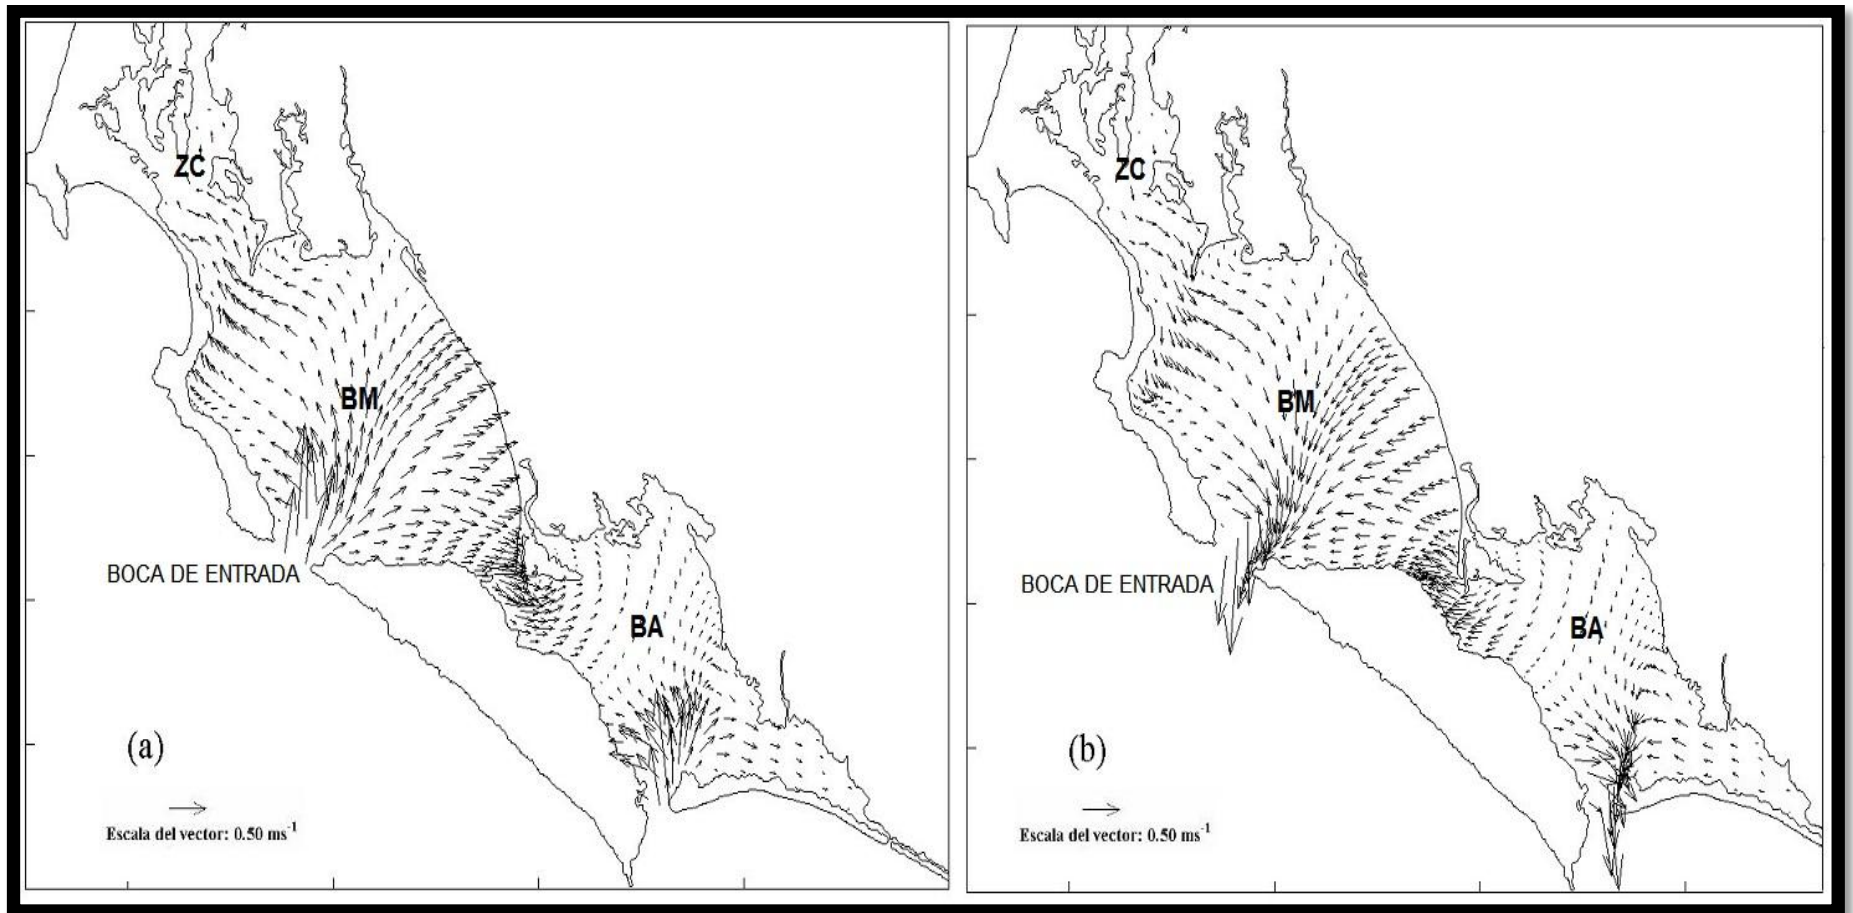 ZC
BM
BOCA DE ENTRADA
BA
(a)
Escala del vector: 0.50 ms⁻¹
ZC
BM
BOCA DE ENTRADA
BA
(b)
Escala del vector: 0.50 ms⁻¹